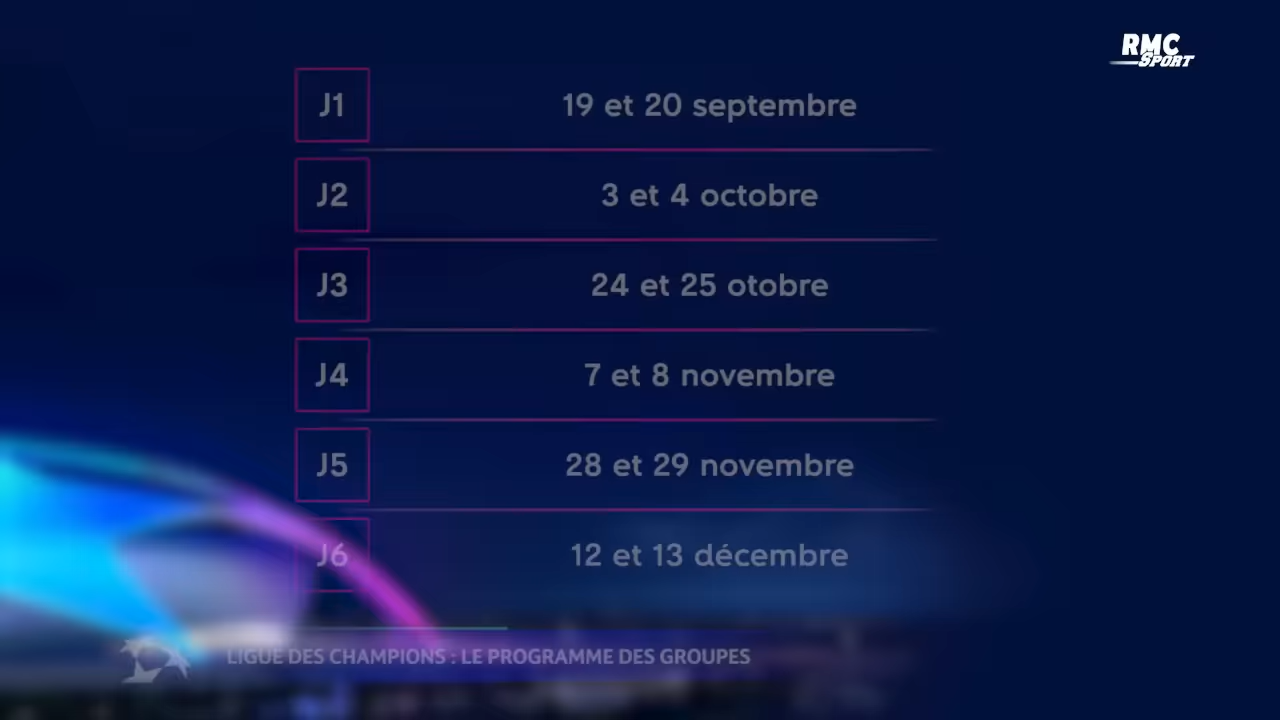 RMC
SPORT
J1 19 et 20 septembre
J2 3 et 4 octobre
J3 24 et 25 otobre
J4 7 et 8 novembre
J5 28 et 29 novembre
J6 12 et 13 décembre
LIGUE DES CHAMPIONS : LE PROGRAMME DES GROUPES